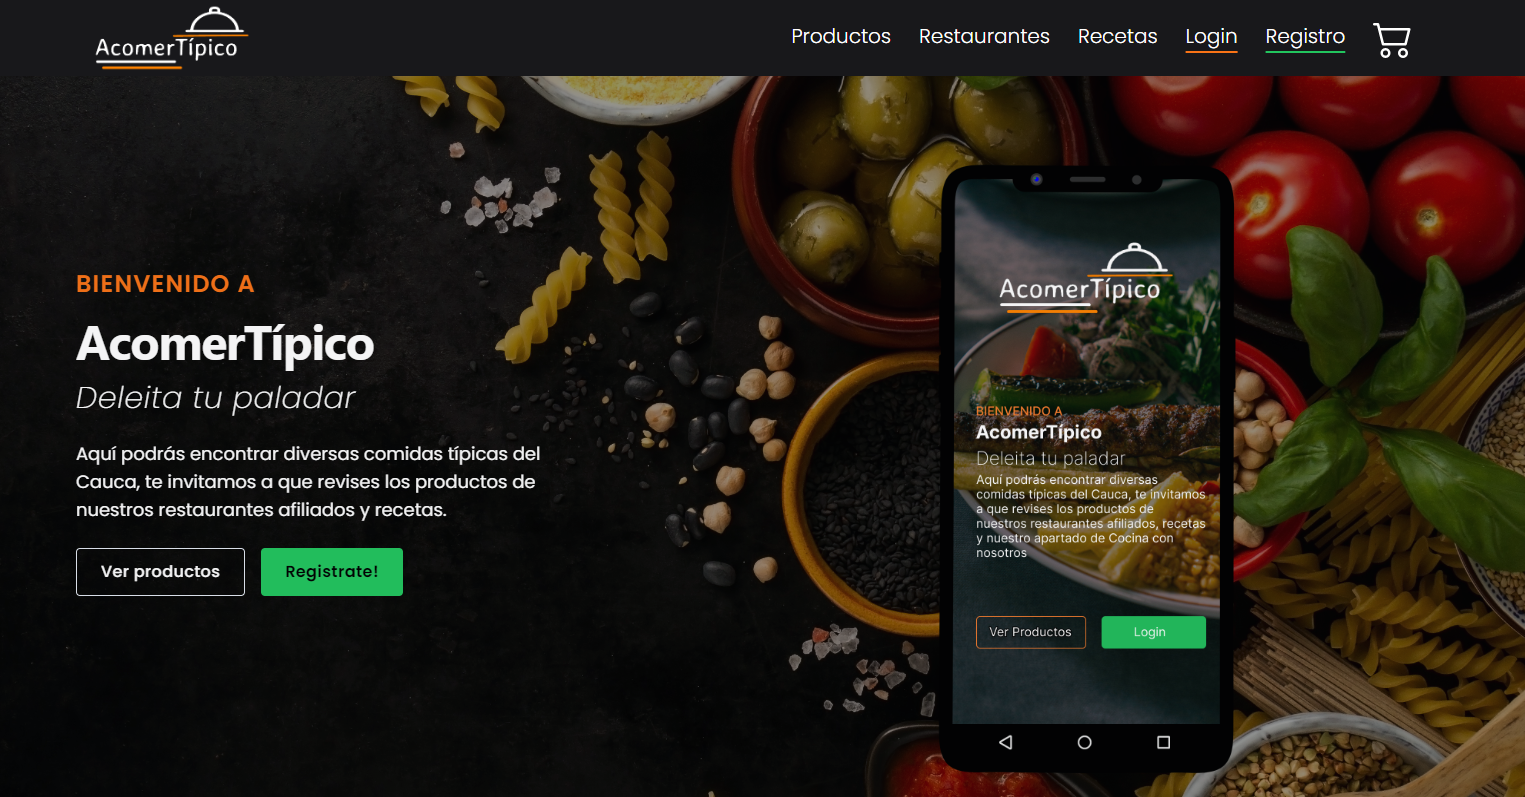 AcomerTípico
Productos
Restaurantes
Recetas
Login
Registro
BIENVENIDO A
AcomerTípico
Deleita tu paladar
Aquí podrás encontrar diversas comidas típicas del
Cauca, te invitamos a que revises los productos de
nuestros restaurantes afiliados y recetas.
Ver productos
Registrate!
AcomerTípico
BIENVENIDO A
AcomerTípico
Deleita tu paladar
Aquí podrás encontrar diversas
comidas típicas del Cauca, te invitamos
a que revises los productos de
nuestros restaurantes afiliados, recetas
y nuestro apartado de Cocina con
nosotros
Ver Productos
Login